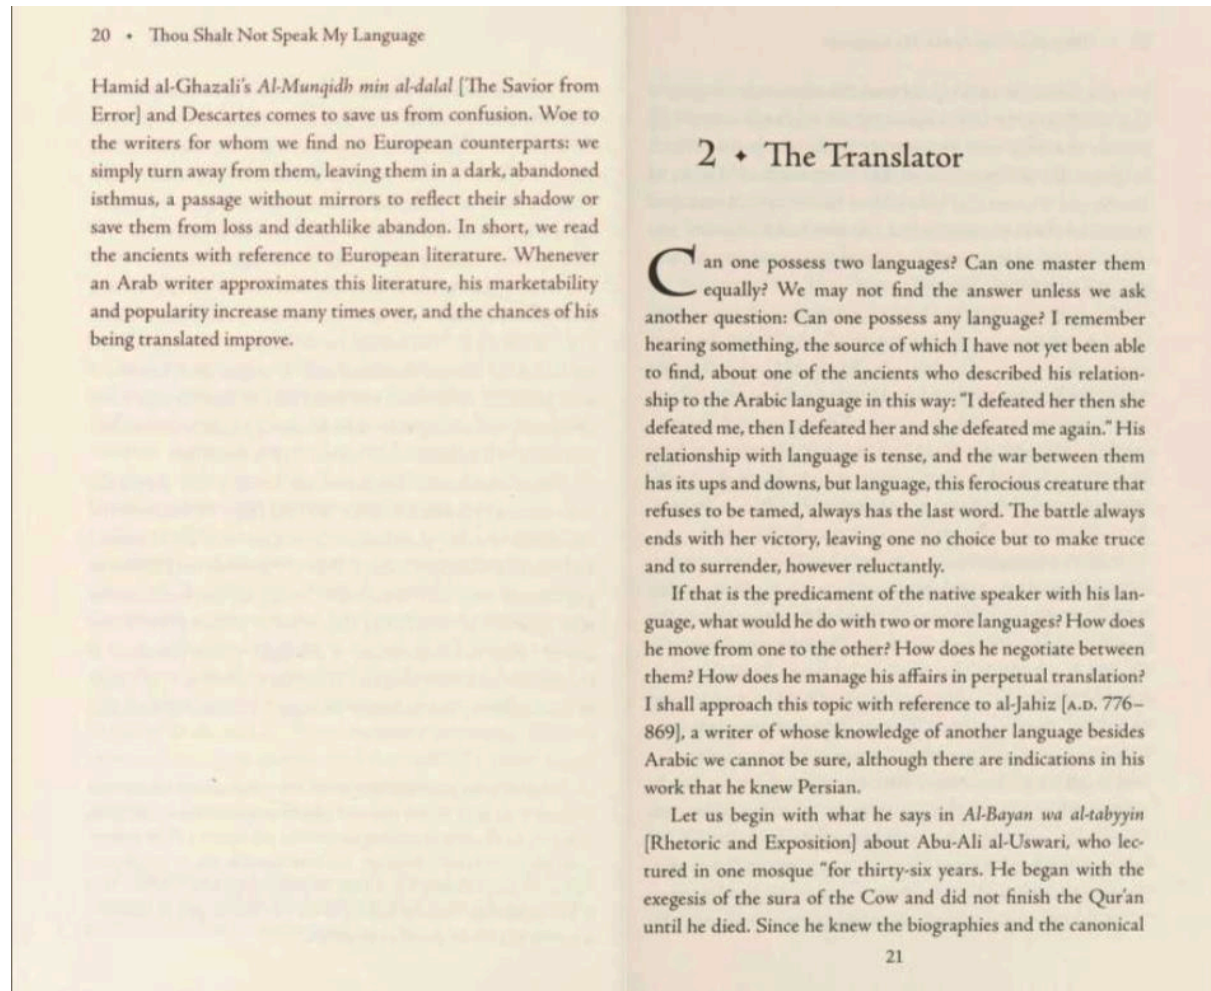 20 • Thou Shalt Not Speak My Language
Hamid al-Ghazali's Al-Munqidh min al-dalal [The Savior from
Error] and Descartes comes to save us from confusion. Woe to
the writers for whom we find no European counterparts: we
simply turn away from them, leaving them in a dark, abandoned
isthmus, a passage without mirrors to reflect their shadow or
save them from loss and deathlike abandon. In short, we read
the ancients with reference to European literature. Whenever
an Arab writer approximates this literature, his marketability
and popularity increase many times over, and the chances of his
being translated improve.
2 ✦ The Translator
Can one possess two languages? Can one master them
equally? We may not find the answer unless we ask
another question: Can one possess any language? I remember
hearing something, the source of which I have not yet been able
to find, about one of the ancients who described his relation-
ship to the Arabic language in this way: "I defeated her then she
defeated me, then I defeated her and she defeated me again." His
relationship with language is tense, and the war between them
has its ups and downs, but language, this ferocious creature that
refuses to be tamed, always has the last word. The battle always
ends with her victory, leaving one no choice but to make truce
and to surrender, however reluctantly.
If that is the predicament of the native speaker with his lan-
guage, what would he do with two or more languages? How does
he move from one to the other? How does he negotiate between
them? How does he manage his affairs in perpetual translation?
I shall approach this topic with reference to al-Jahiz [A.D. 776–
869], a writer of whose knowledge of another language besides
Arabic we cannot be sure, although there are indications in his
work that he knew Persian.
Let us begin with what he says in Al-Bayan wa al-tabyyin
[Rhetoric and Exposition] about Abu-Ali al-Uswari, who lec-
tured in one mosque "for thirty-six years. He began with the
exegesis of the sura of the Cow and did not finish the Qur'an
until he died. Since he knew the biographies and the canonical
21